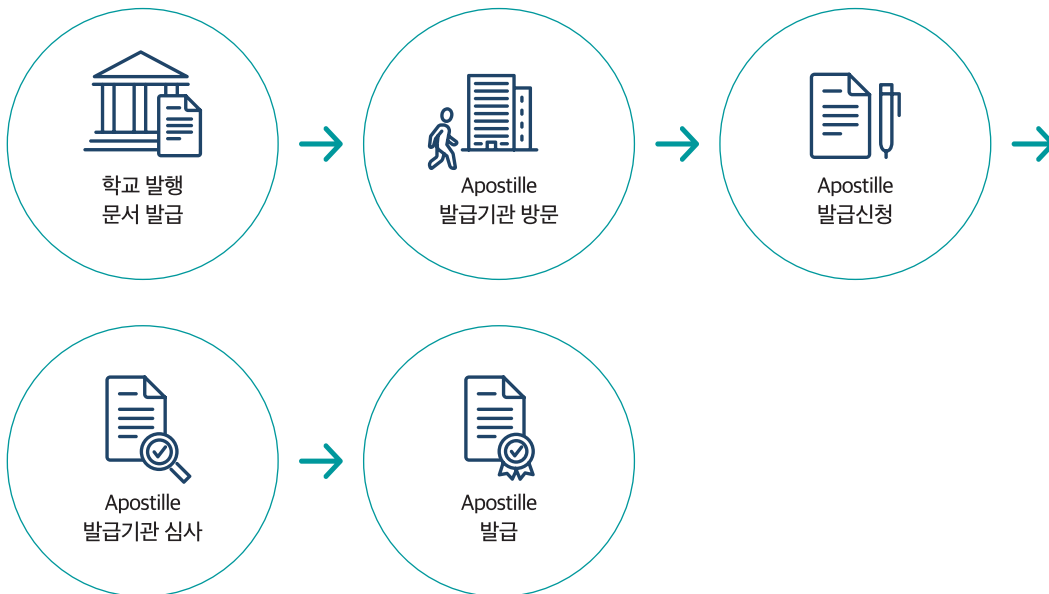 학교 발행
문서 발급
Apostille
발급기관 방문
Apostille
발급신청
Apostille
발급기관 심사
Apostille
발급